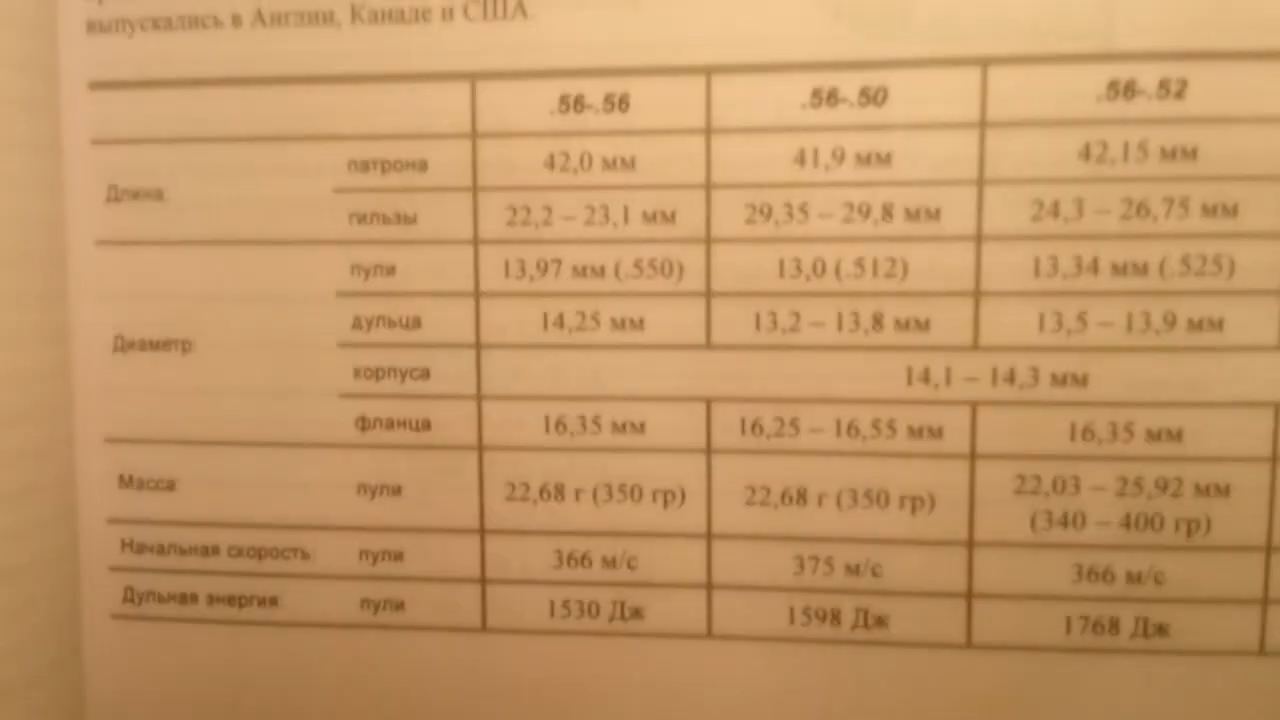 выпускались в Англии, Канаде и США
.56-.56 .56-.50 .56-.52
Длина: патрона 42,0 мм 41,9 мм 42,15 мм
гильзы 22,2 – 23,1 мм 29,35 – 29,8 мм 24,3 – 26,75 мм
Диаметр: пули 13,97 мм (.550) 13,0 (.512) 13,34 мм (.525)
дульца 14,25 мм 13,2 – 13,8 мм 13,5 – 13,9 мм
корпуса 14,1 – 14,3 мм
фланца 16,35 мм 16,25 – 16,55 мм 16,35 мм
Масса: пули 22,68 г (350 гр) 22,68 г (350 гр) 22,03 – 25,92 мм
(340 – 400 гр)
Начальная скорость: пули 366 м/с 375 м/с 366 м/с
Дульная энергия: пули 1530 Дж 1598 Дж 1768 Дж